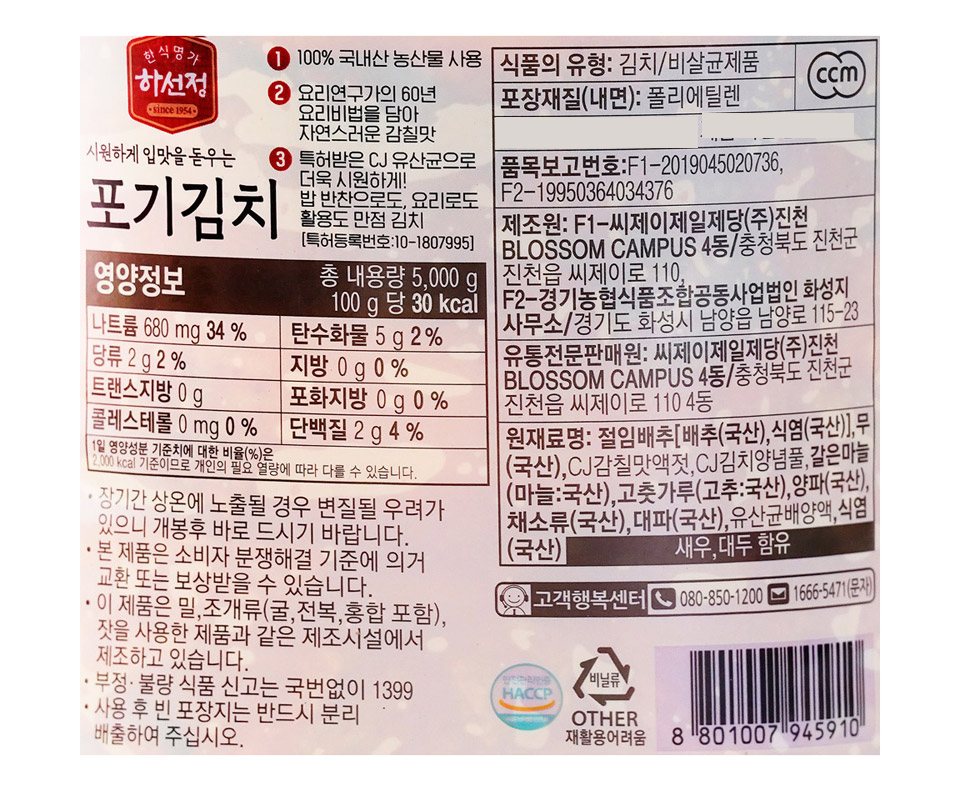 한식명가
하선정
·since 1954·
시원하게 입맛을 돋우는
포기김치
1 100% 국내산 농산물 사용
2 요리연구가의 60년
요리비법을 담아
자연스러운 감칠맛
3 특허받은 CJ 유산균으로
더욱 시원하게!
밥 반찬으로도, 요리로도
활용도 만점 김치
[특허등록번호:10-1807995]
영양정보
총 내용량 5,000 g
100 g 당 30 kcal
나트륨 680 mg 34 % 탄수화물 5 g 2 %
당류 2 g 2 % 지방 0 g 0 %
트랜스지방 0 g 포화지방 0 g 0 %
콜레스테롤 0 mg 0 % 단백질 2 g 4 %
1일 영양성분 기준치에 대한 비율(%)은
2,000 kcal 기준이므로 개인의 필요 열량에 따라 다를 수 있습니다.
· 장기간 상온에 노출될 경우 변질될 우려가
있으니 개봉후 바로 드시기 바랍니다.
· 본 제품은 소비자 분쟁해결 기준에 의거
교환 또는 보상받을 수 있습니다.
· 이 제품은 밀,조개류(굴,전복,홍합 포함),
잣을 사용한 제품과 같은 제조시설에서
제조하고 있습니다.
· 부정·불량 식품 신고는 국번없이 1399
· 사용 후 빈 포장지는 반드시 분리
배출하여 주십시오.
식품의 유형: 김치/비살균제품
포장재질(내면): 폴리에틸렌
ccm
품목보고번호:F1-2019045020736,
F2-19950364034376
제조원: F1-씨제이제일제당(주)진천
BLOSSOM CAMPUS 4동/충청북도 진천군
진천읍 씨제이로 110,
F2-경기농협식품조합공동사업법인 화성지
사무소/경기도 화성시 남양읍 남양로 115-23
유통전문판매원: 씨제이제일제당(주)진천
BLOSSOM CAMPUS 4동/충청북도 진천군
진천읍 씨제이로 110 4동
원재료명: 절임배추[배추(국산),식염(국산)],무
(국산),CJ감칠맛액젓,CJ김치양념풀,갈은마늘
(마늘:국산),고춧가루(고추:국산),양파(국산),
채소류(국산),대파(국산),유산균배양액,식염
(국산) 새우,대두 함유
고객행복센터 080-850-1200 1666-5471(문자)
HACCP
비닐류
OTHER
재활용어려움
8 801007 945910